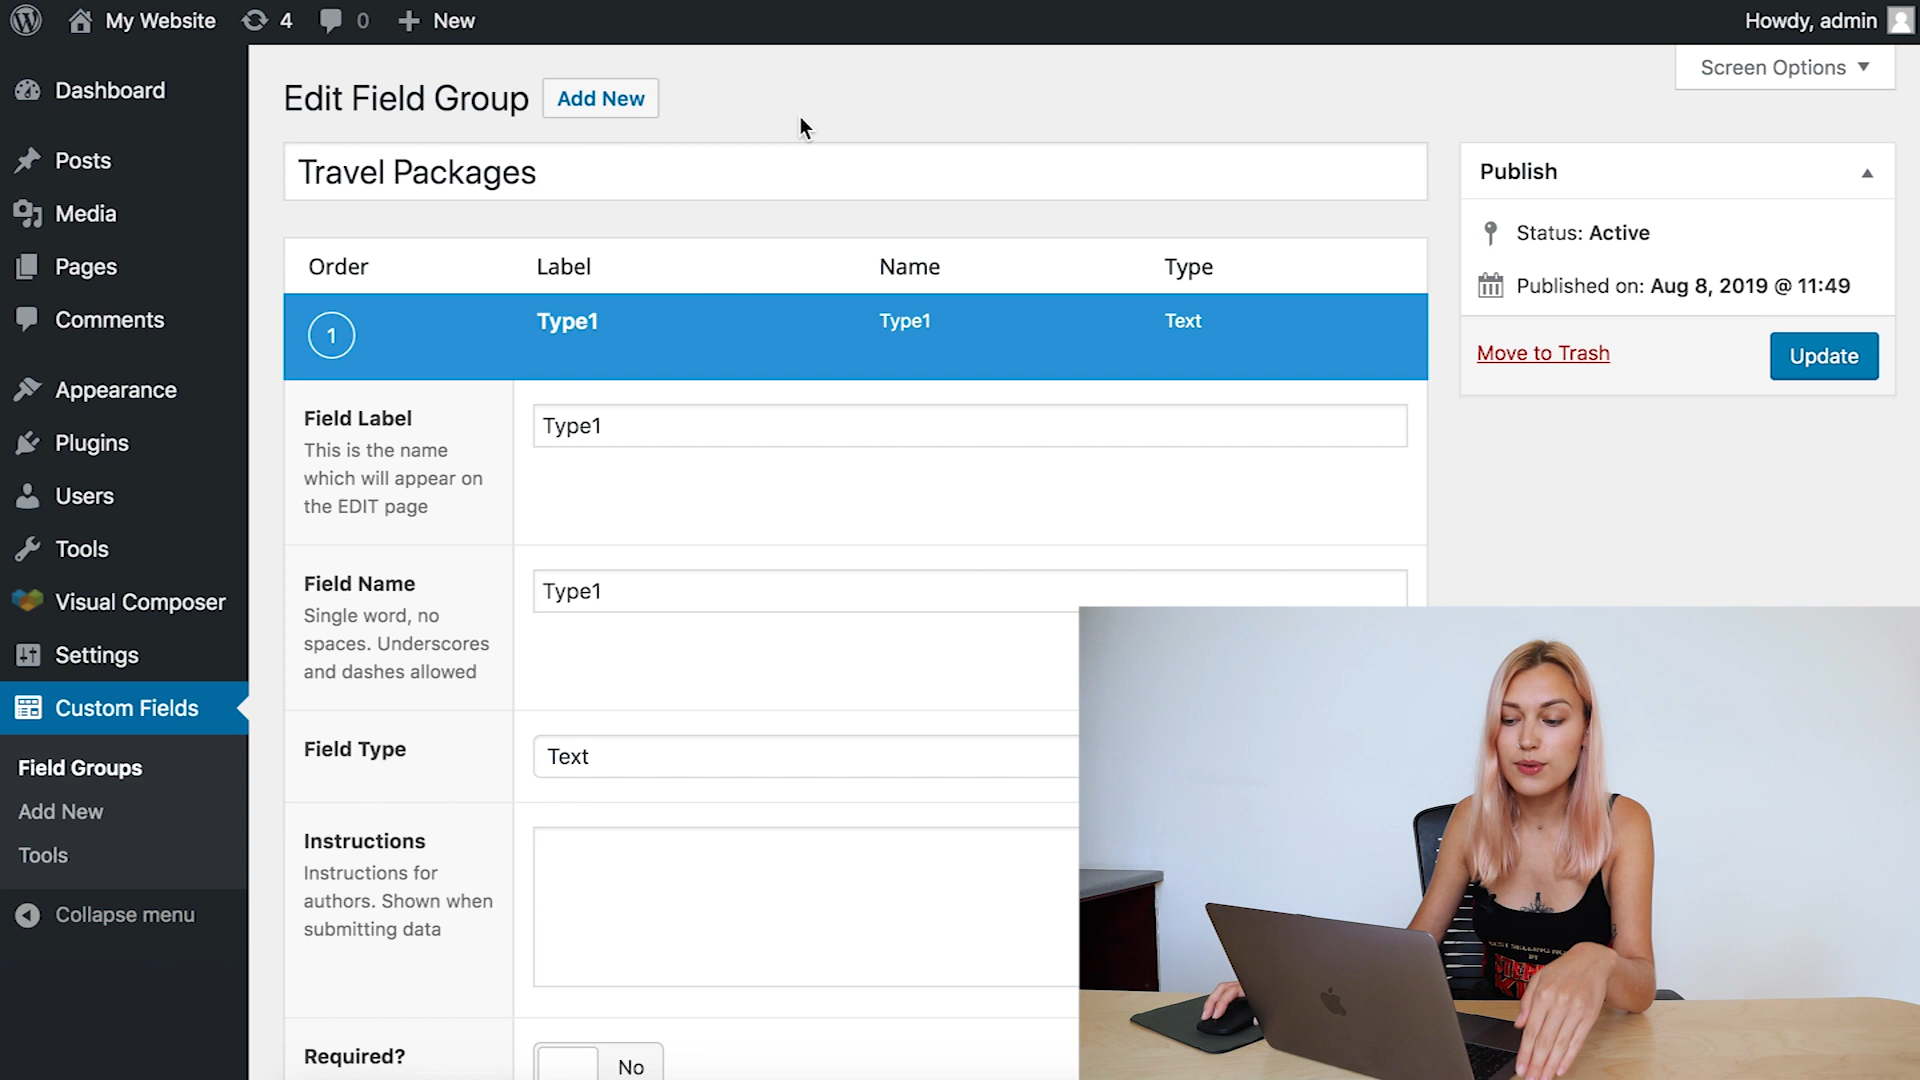 My Website 4 0 New Howdy, admin
Screen Options
Dashboard
Posts
Media
Pages
Comments
Appearance
Plugins
Users
Tools
Visual Composer
Settings
Custom Fields
Field Groups
Add New
Tools
Collapse menu
Edit Field Group Add New
Travel Packages
Order Label Name Type
1 Type1 Type1 Text
Field Label
This is the name
which will appear on
the EDIT page
Type1
Field Name
Single word, no
spaces. Underscores
and dashes allowed
Type1
Field Type
Text
Instructions
Instructions for
authors. Shown when
submitting data
Required?
No
Publish
Status: Active
Published on: Aug 8, 2019 @ 11:49
Move to Trash Update